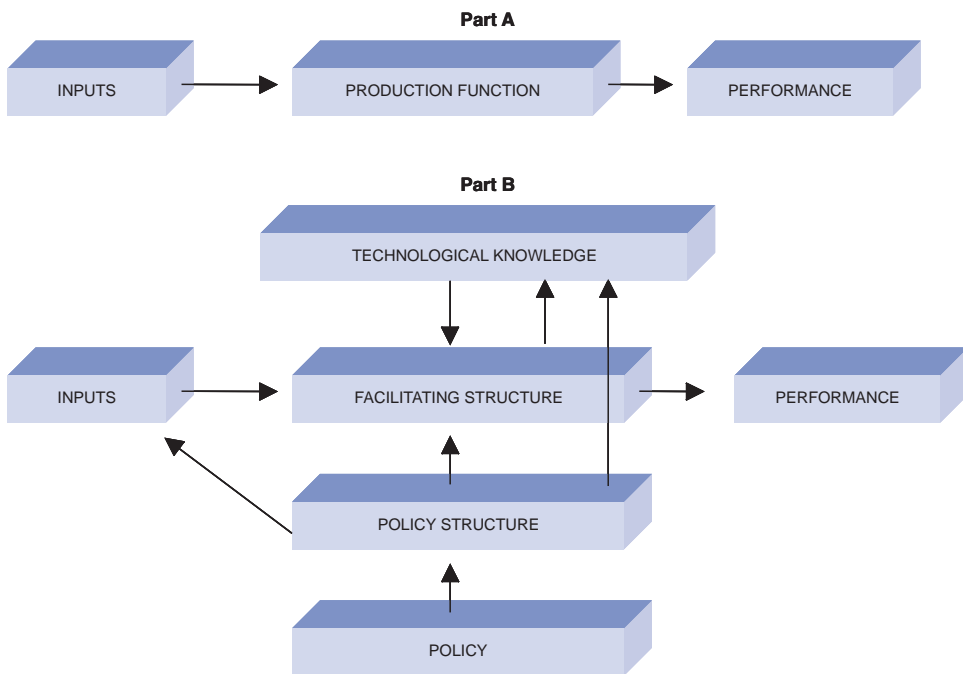 Part A
INPUTS
PRODUCTION FUNCTION
PERFORMANCE
Part B
TECHNOLOGICAL KNOWLEDGE
INPUTS
FACILITATING STRUCTURE
PERFORMANCE
POLICY STRUCTURE
POLICY